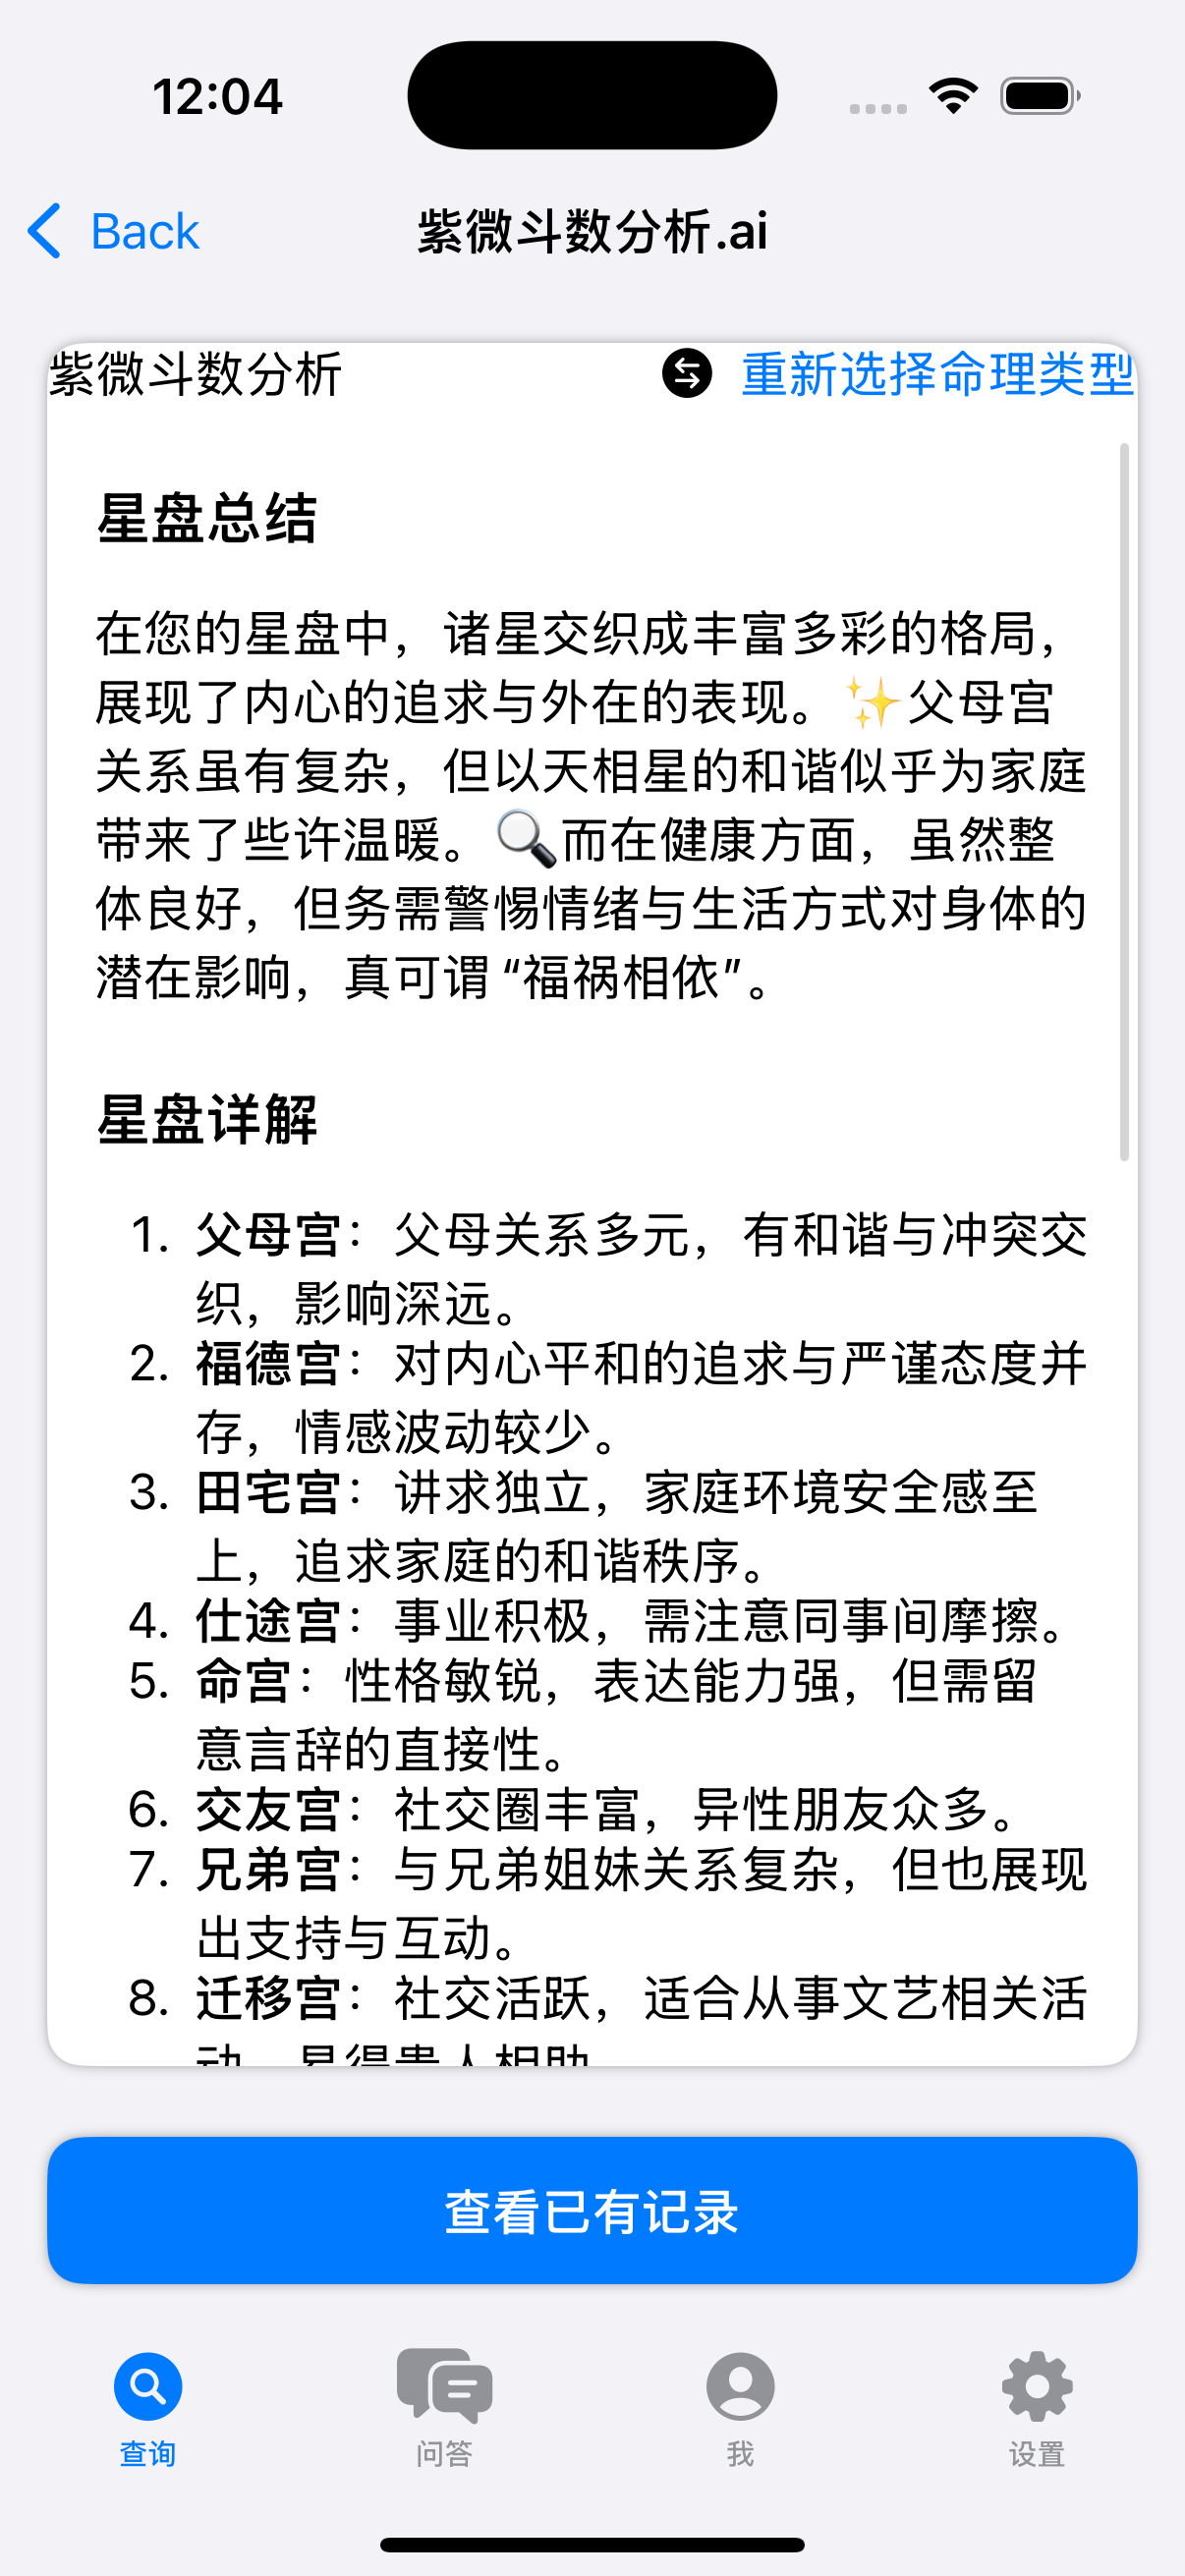 12:04
Back
紫微斗数分析.ai
紫微斗数分析
重新选择命理类型
星盘总结
在您的星盘中，诸星交织成丰富多彩的格局，
展现了内心的追求与外在的表现。✨父母宫
关系虽有复杂，但以天相星的和谐似乎为家庭
带来了些许温暖。🔍而在健康方面，虽然整
体良好，但务需警惕情绪与生活方式对身体的
潜在影响，真可谓“福祸相依”。
星盘详解
1. 父母宫：父母关系多元，有和谐与冲突交
织，影响深远。
2. 福德宫：对内心平和的追求与严谨态度并
存，情感波动较少。
3. 田宅宫：讲求独立，家庭环境安全感至
上，追求家庭的和谐秩序。
4. 仕途宫：事业积极，需注意同事间摩擦。
5. 命宫：性格敏锐，表达能力强，但需留
意言辞的直接性。
6. 交友宫：社交圈丰富，异性朋友众多。
7. 兄弟宫：与兄弟姐妹关系复杂，但也展现
出支持与互动。
8. 迁移宫：社交活跃，适合从事文艺相关活
动，易得贵人相助
查看已有记录
查询
问答
我
设置